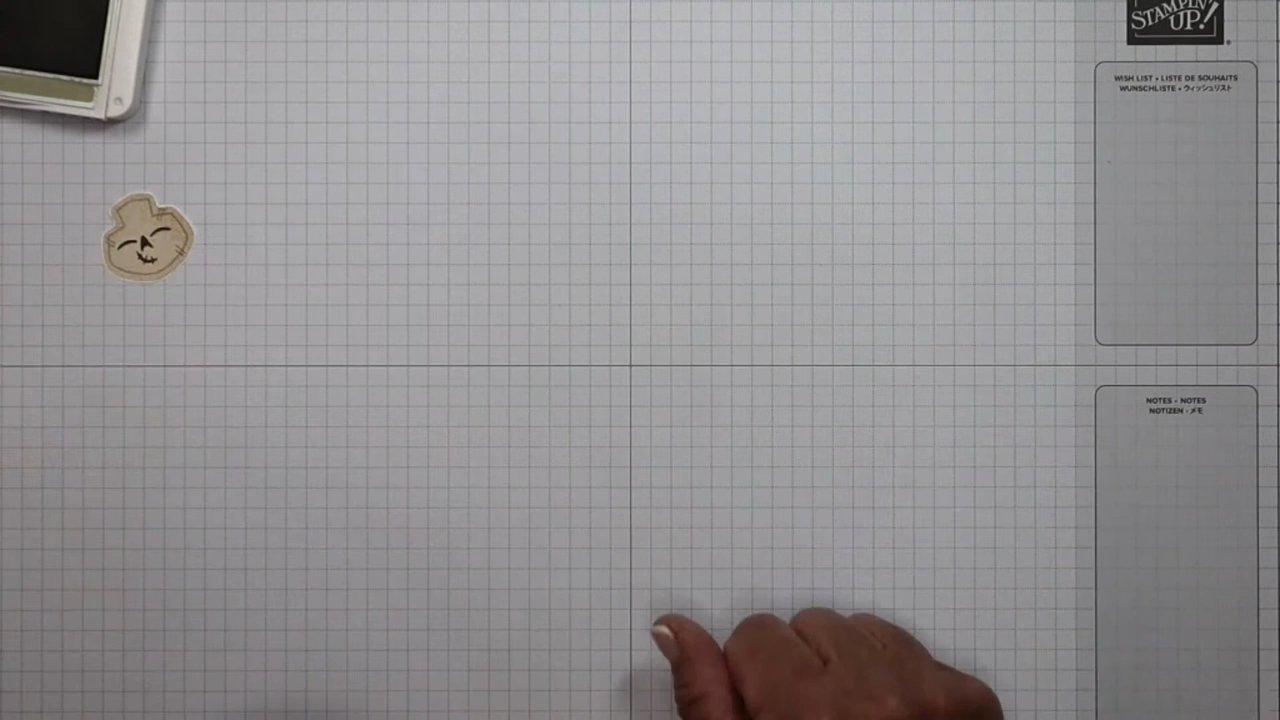 STAMPIN'
UP!®
WISH LIST • LISTE DE SOUHAITS
WUNSCHLISTE • ウィッシュリスト
NOTES • NOTES
NOTIZEN • メモ